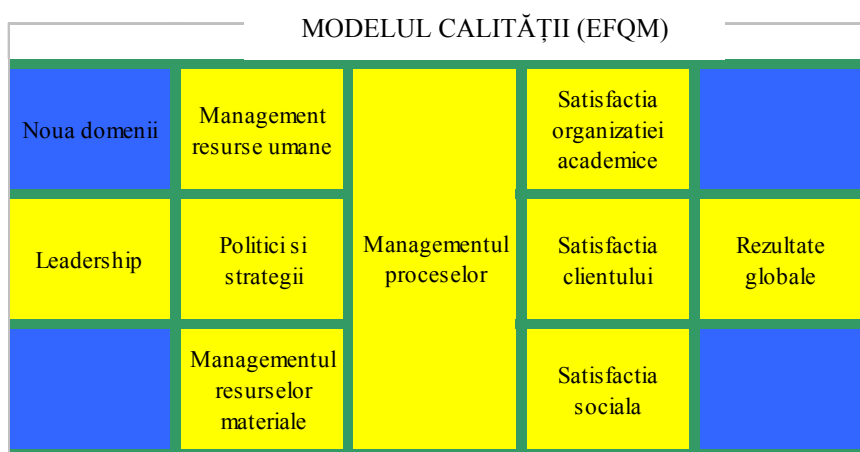 MODELUL CALITĂȚII (EFQM)
Noua domenii
Management
resurse umane
Satisfactia
organizatiei
academice
Leadership
Politici si
strategii
Managementul
proceselor
Satisfactia
clientului
Rezultate
globale
Managementul
resurselor
materiale
Satisfactia
sociala